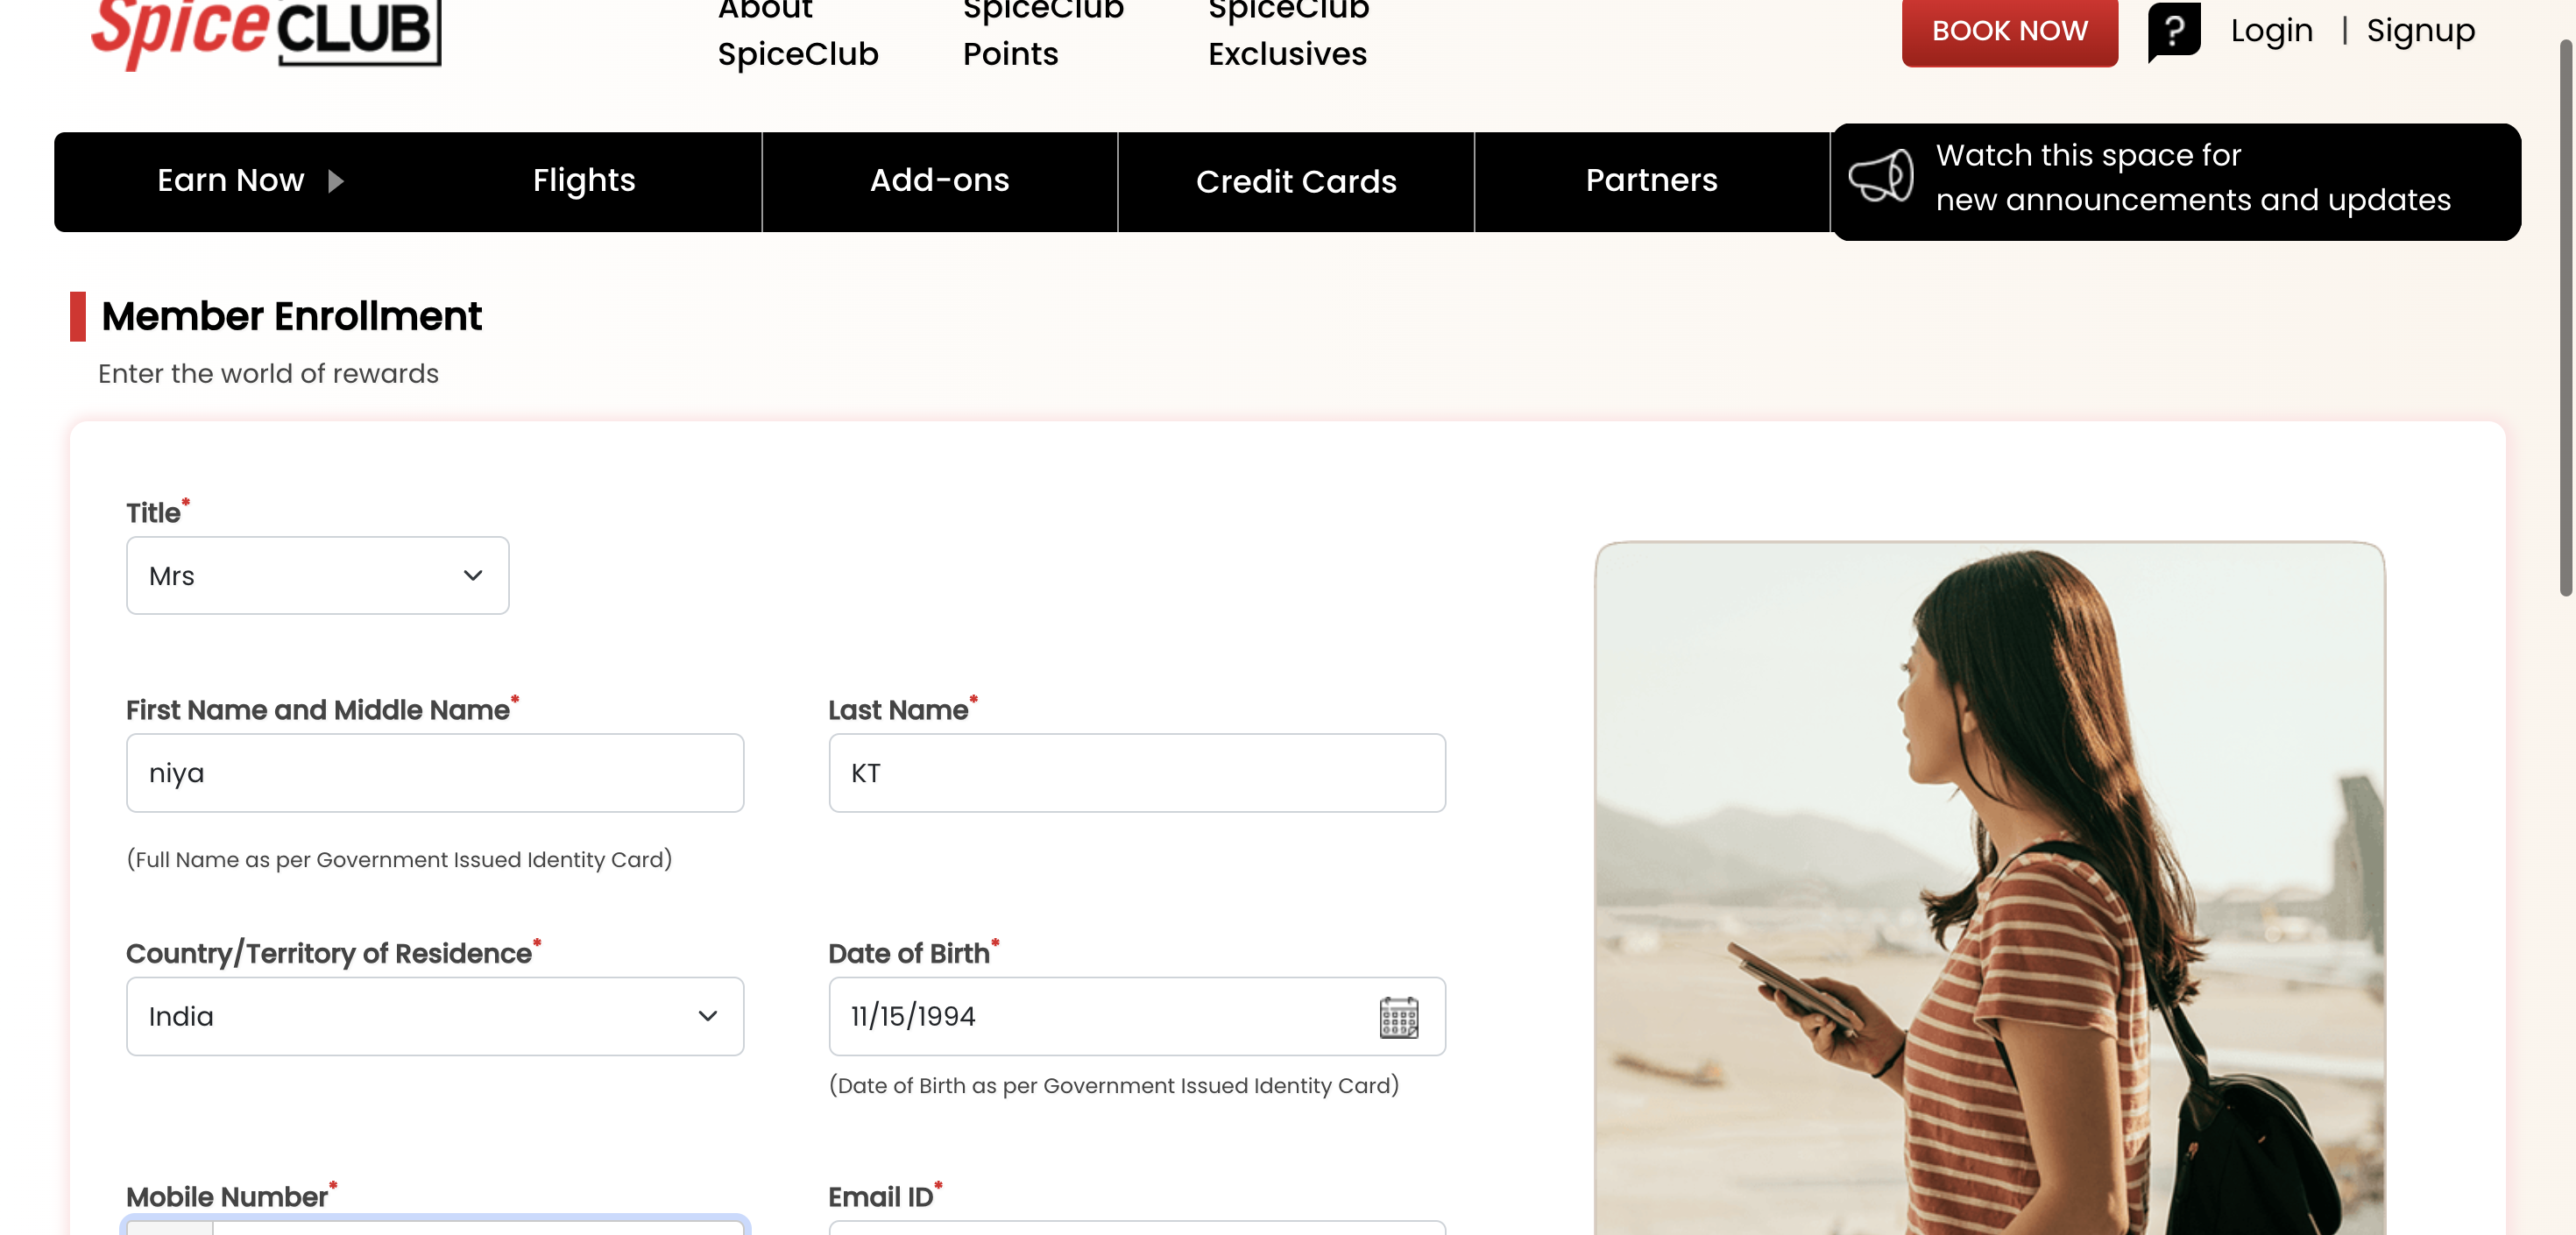 Spice CLUB
About
SpiceClub
SpiceClub
Points
SpiceClub
Exclusives
BOOK NOW
?
Login | Signup
Earn Now
Flights
Add-ons
Credit Cards
Partners
Watch this space for
new announcements and updates
Member Enrollment
Enter the world of rewards
Title*
Mrs
First Name and Middle Name*
Last Name*
niya
KT
(Full Name as per Government Issued Identity Card)
Country/Territory of Residence*
Date of Birth*
India
11/15/1994
(Date of Birth as per Government Issued Identity Card)
Mobile Number*
Email ID*